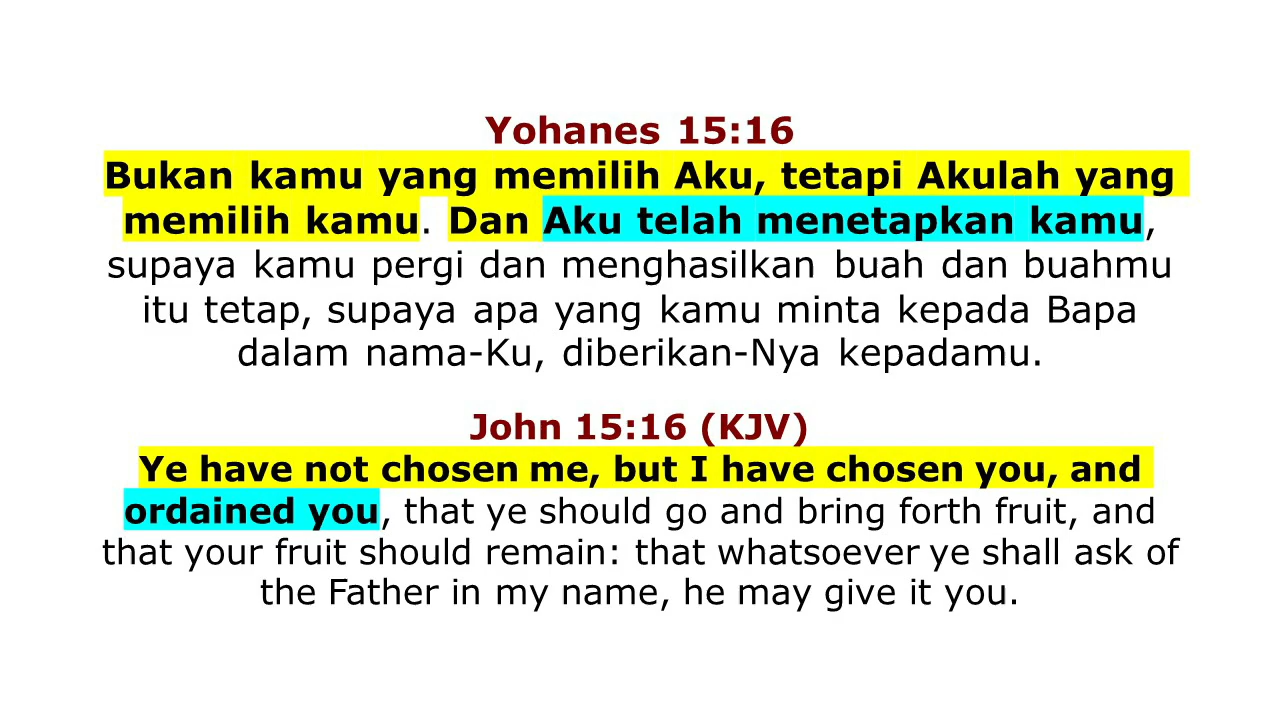 Yohanes 15:16
Bukan kamu yang memilih Aku, tetapi Akulah yang
memilih kamu. Dan Aku telah menetapkan kamu,
supaya kamu pergi dan menghasilkan buah dan buahmu
itu tetap, supaya apa yang kamu minta kepada Bapa
dalam nama-Ku, diberikan-Nya kepadamu.
John 15:16 (KJV)
Ye have not chosen me, but I have chosen you, and
ordained you, that ye should go and bring forth fruit, and
that your fruit should remain: that whatsoever ye shall ask of
the Father in my name, he may give it you.